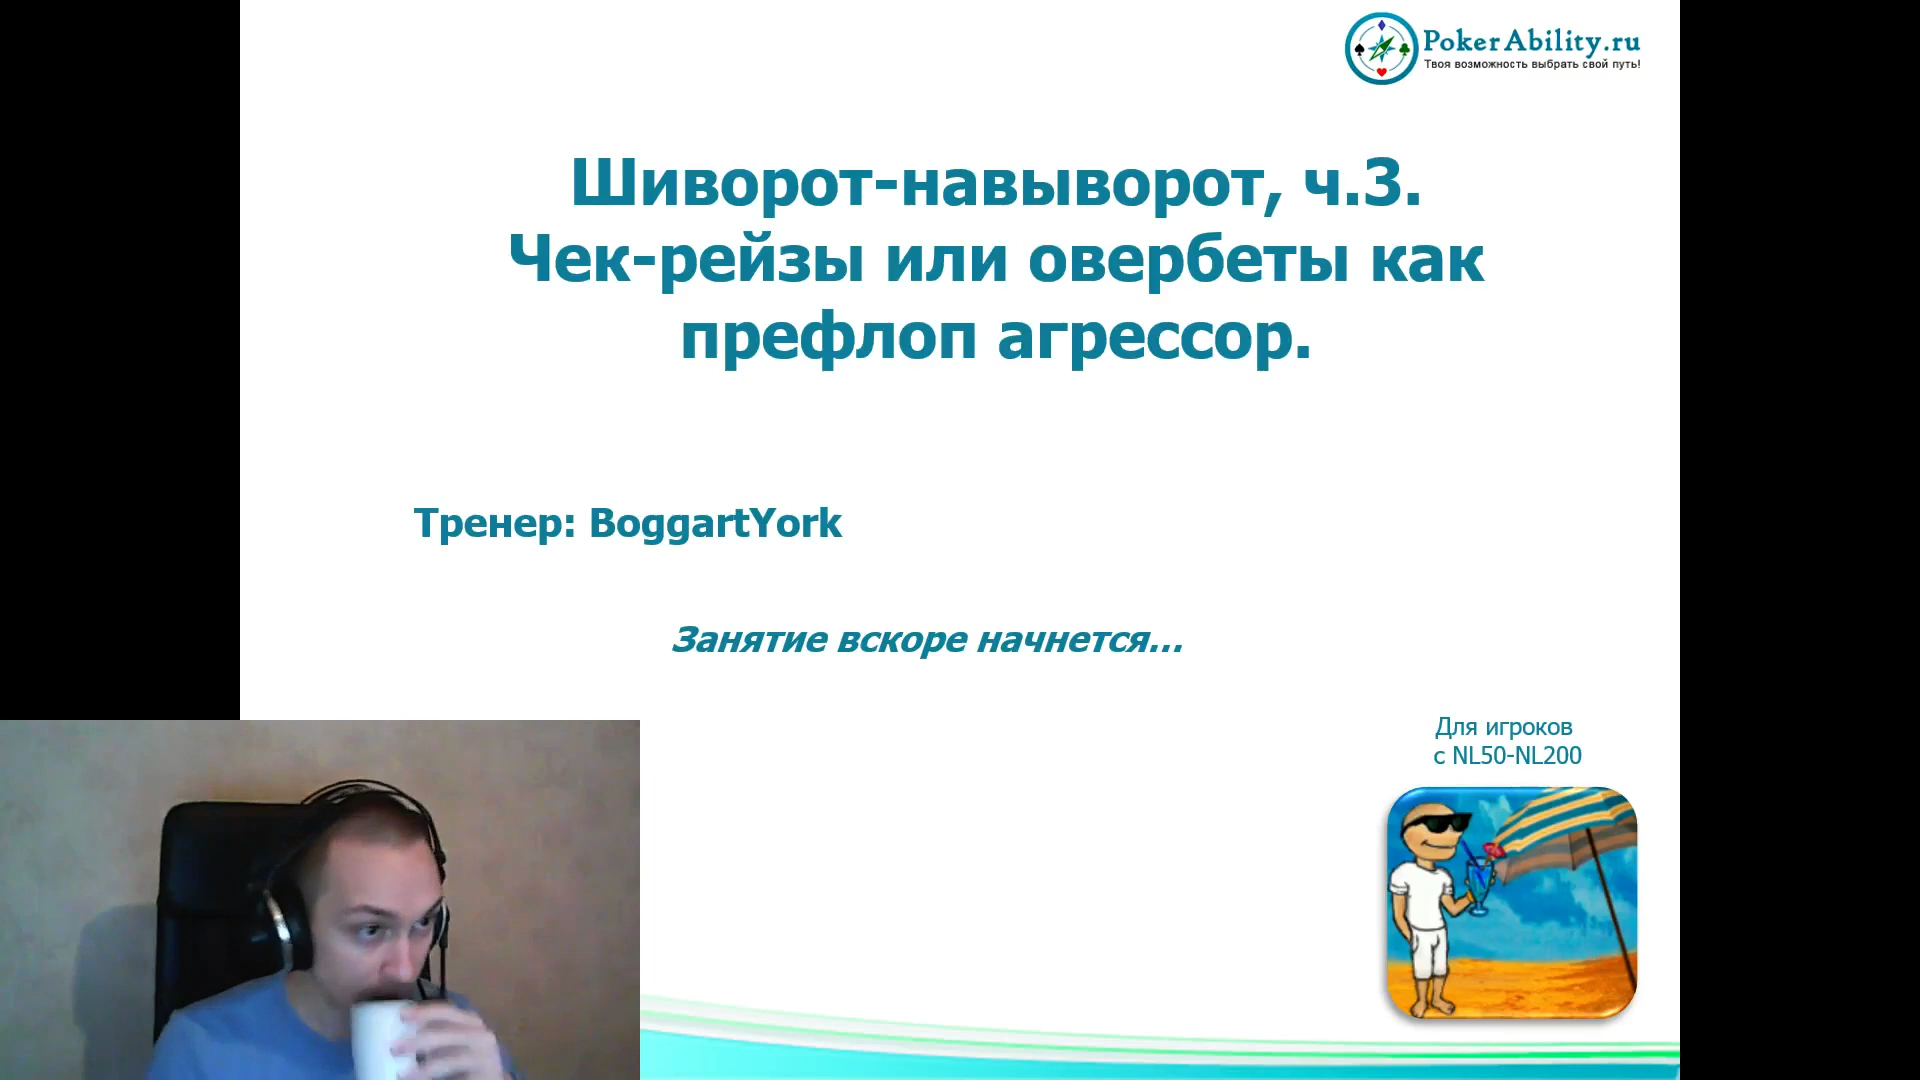 PokerAbility.ru
Твоя возможность выбрать свой путь!
Шиворот-навыворот, ч.3.
Чек-рейзы или овербеты как
префлоп агрессор.
Тренер: BoggartYork
Занятие вскоре начнется...
Для игроков
с NL50-NL200